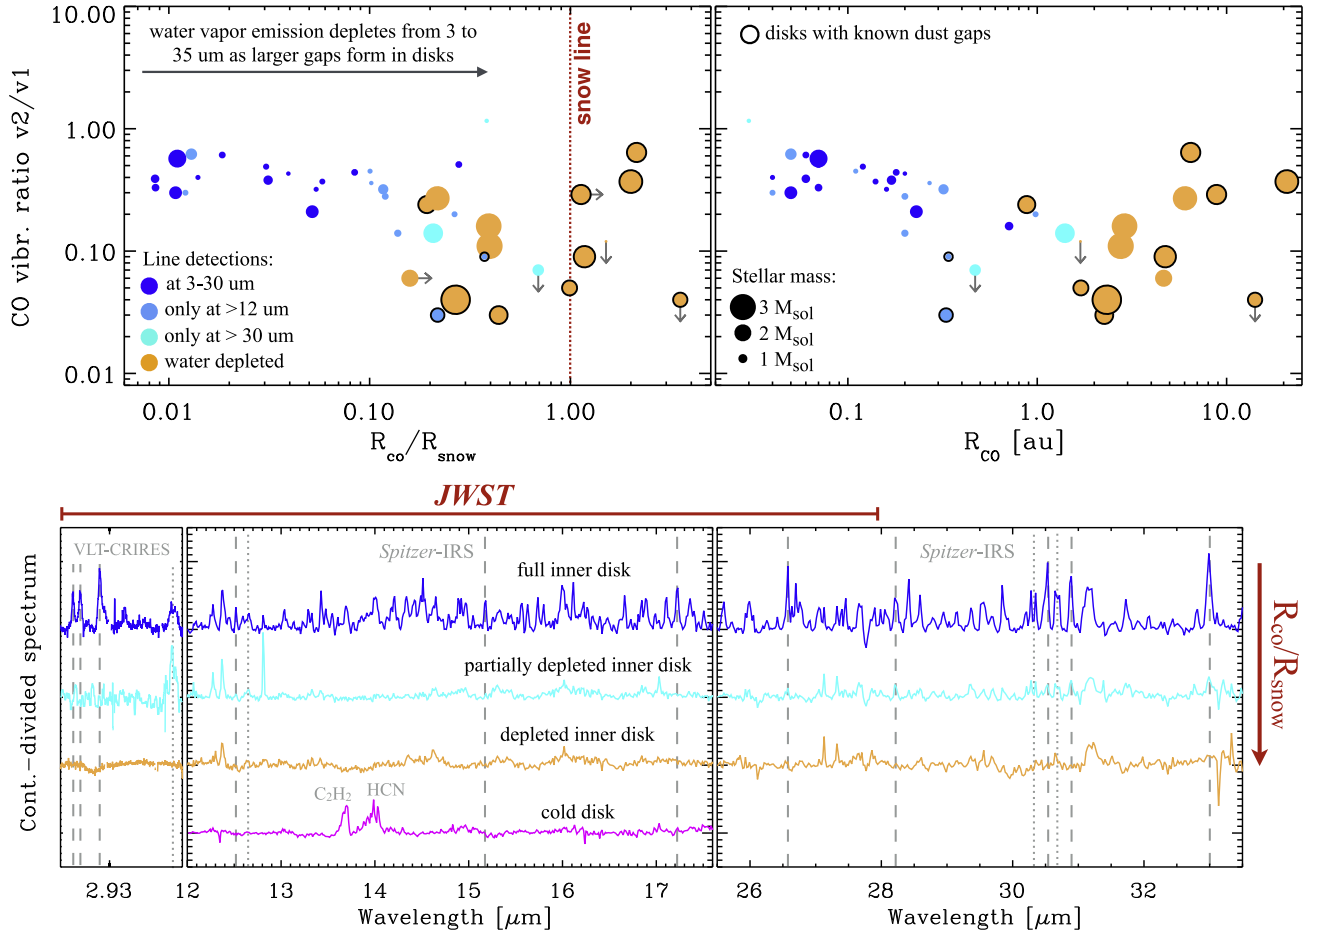 10.00
1.00
0.10
0.01
CO vibr. ratio v2/v1
water vapor emission depletes from 3 to
35 um as larger gaps form in disks
snow line
Line detections:
at 3-30 um
only at >12 um
only at > 30 um
water depleted
0.01
0.10
1.00
R_co/R_snow
disks with known dust gaps
Stellar mass:
3 M_sol
2 M_sol
1 M_sol
0.1
1.0
10.0
R_CO [au]
JWST
Cont.-divided spectrum
VLT-CRIRES
Spitzer-IRS
Spitzer-IRS
full inner disk
partially depleted inner disk
depleted inner disk
C₂H₂
HCN
cold disk
R_co/R_snow
2.93
12
13
14
15
16
17
26
28
30
32
Wavelength [μm]
Wavelength [μm]